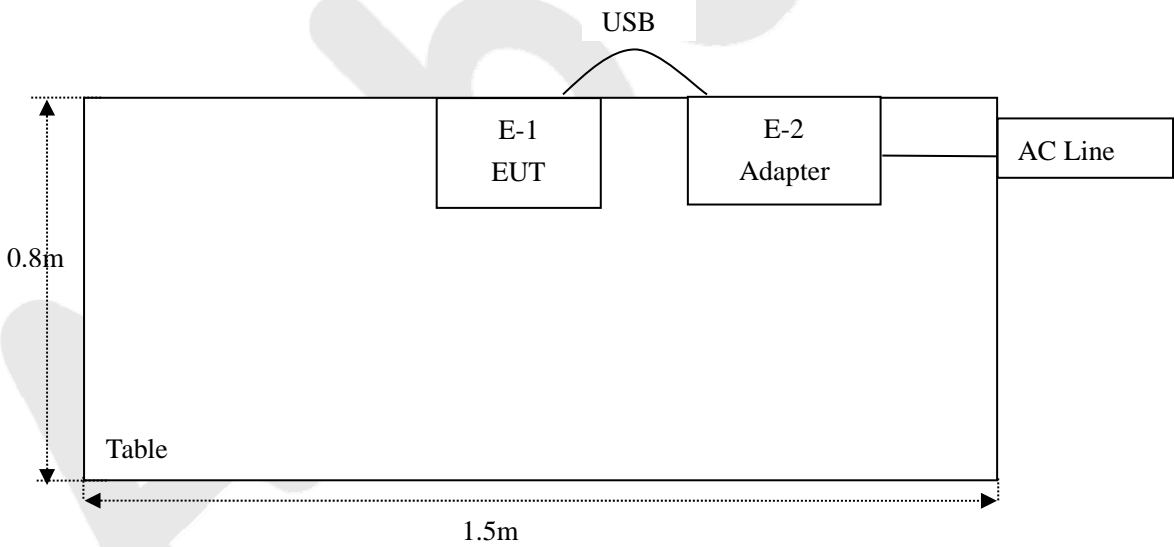 USB
E-1
EUT
E-2
Adapter
AC Line
0.8m
Table
1.5m